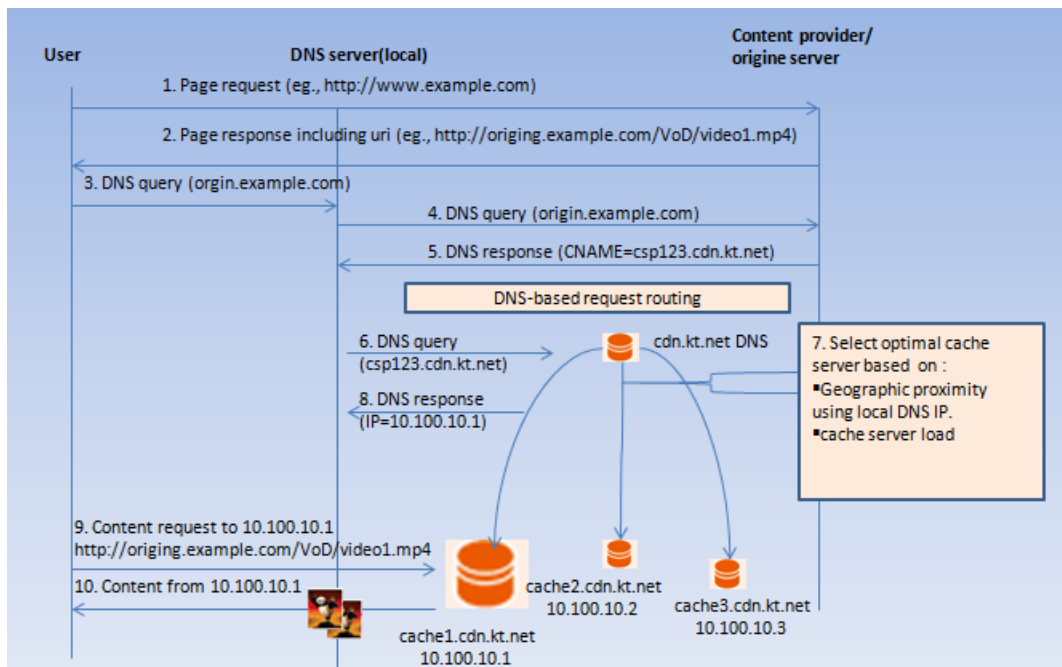 User
DNS server(local)
Content provider/
origine server
1. Page request (eg., http://www.example.com)
2. Page response including uri (eg., http://origing.example.com/VoD/video1.mp4)
3. DNS query (orgin.example.com)
4. DNS query (origin.example.com)
5. DNS response (CNAME=csp123.cdn.kt.net)
DNS-based request routing
6. DNS query
(csp123.cdn.kt.net)
cdn.kt.net DNS
7. Select optimal cache
server based on :
▪Geographic proximity
using local DNS IP.
▪cache server load
8. DNS response
(IP=10.100.10.1)
9. Content request to 10.100.10.1
http://origing.example.com/VoD/video1.mp4
10. Content from 10.100.10.1
cache1.cdn.kt.net
10.100.10.1
cache2.cdn.kt.net
10.100.10.2
cache3.cdn.kt.net
10.100.10.3